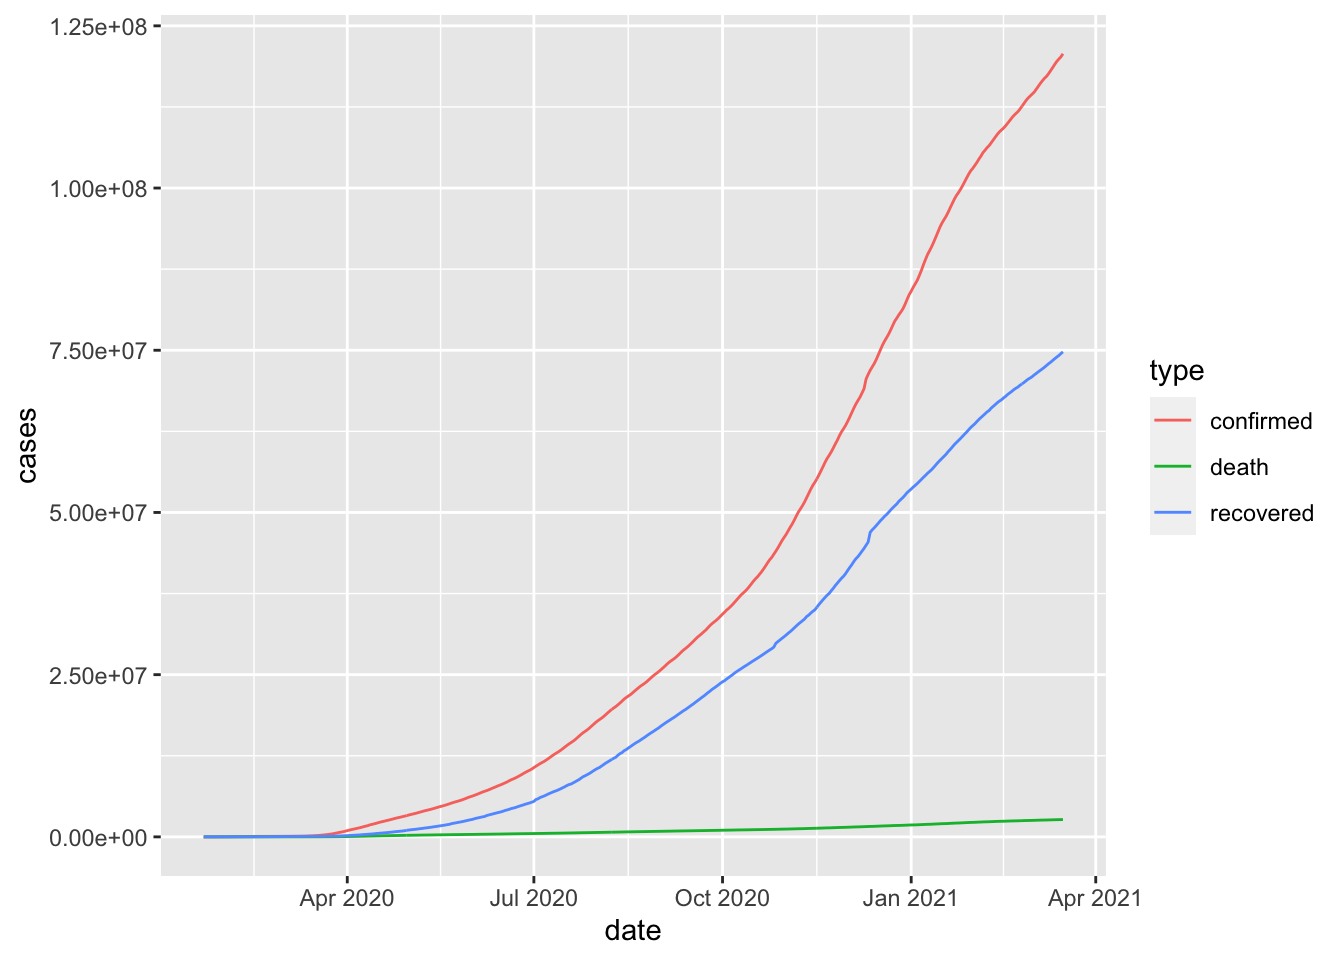 1.25e+08
1.00e+08
7.50e+07
5.00e+07
2.50e+07
0.00e+00
cases
Apr 2020 Jul 2020 Oct 2020 Jan 2021 Apr 2021
date
type
confirmed
death
recovered